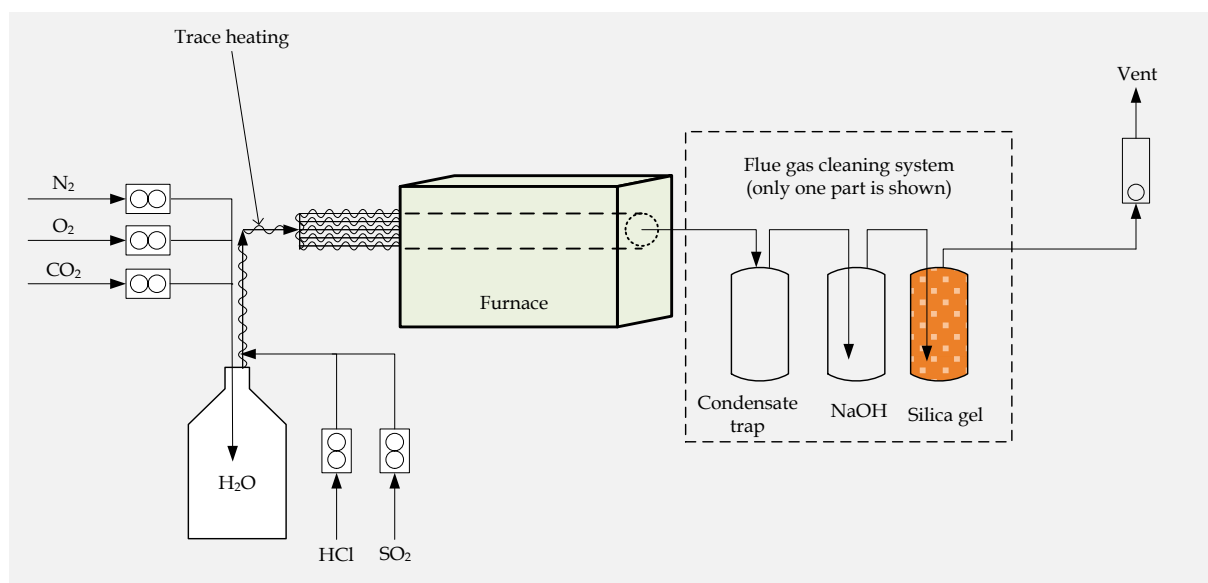 Trace heating
Vent
Flue gas cleaning system
(only one part is shown)
N₂
O₂
CO₂
Furnace
Condensate
trap
NaOH
Silica gel
H₂O
HCl
SO₂